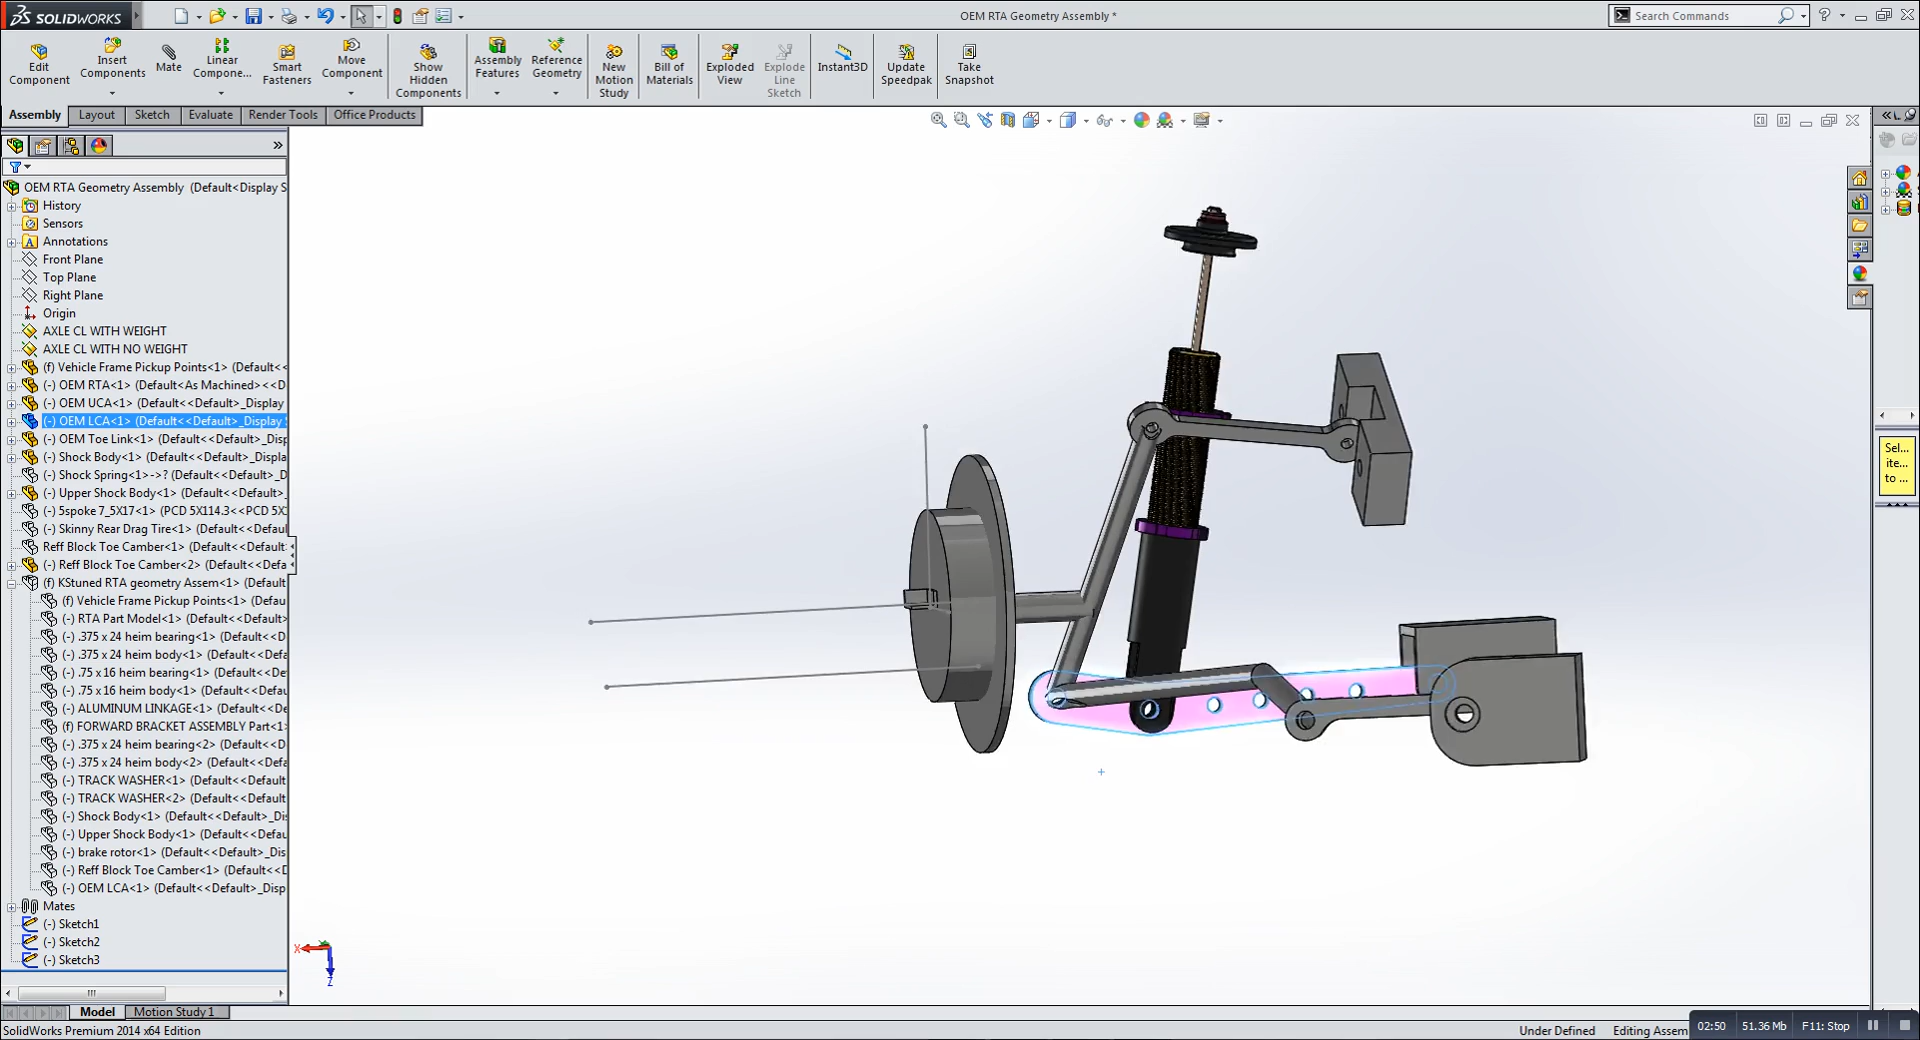 SOLIDWORKS
OEM RTA Geometry Assembly *
Search Commands
Edit Component
Insert Components
Mate
Linear Compone...
Smart Fasteners
Move Component
Show Hidden Components
Assembly Features
Reference Geometry
New Motion Study
Bill of Materials
Exploded View
Explode Line Sketch
Instant3D
Update Speedpak
Take Snapshot
Assembly Layout Sketch Evaluate Render Tools Office Products
OEM RTA Geometry Assembly (Default<Display S
History
Sensors
Annotations
Front Plane
Top Plane
Right Plane
Origin
AXLE CL WITH WEIGHT
AXLE CL WITH NO WEIGHT
(f) Vehicle Frame Pickup Points<1> (Default<<
(-) OEM RTA<1> (Default<As Machined><<D
(-) OEM UCA<1> (Default<<Default>_Display
(-) OEM LCA<1> (Default<<Default>_Display S
(-) OEM Toe Link<1> (Default<<Default>_Disp
(-) Shock Body<1> (Default<<Default>_Displa
(-) Shock Spring<1>->? (Default<<Default>_D
(-) Upper Shock Body<1> (Default<<Default>_
(-) 5spoke 7_5X17<1> (PCD 5X114.3<<PCD 5X1
(-) Skinny Rear Drag Tire<1> (Default<<Defaul
Reff Block Toe Camber<1> (Default<<Default
(-) Reff Block Toe Camber<2> (Default<<Defa
(f) KStuned RTA geometry Assem<1> (Default
(f) Vehicle Frame Pickup Points<1> (Defau
(-) RTA Part Model<1> (Default<<Default>
(-) .375 x 24 heim bearing<1> (Default<<D
(-) .375 x 24 heim body<1> (Default<<Defa
(-) .75 x 16 heim bearing<1> (Default<<De
(-) .75 x 16 heim body<1> (Default<<Defau
(-) ALUMINUM LINKAGE<1> (Default<<De
(f) FORWARD BRACKET ASSEMBLY Part<1>
(-) .375 x 24 heim bearing<2> (Default<<D
(-) .375 x 24 heim body<2> (Default<<Defa
(-) TRACK WASHER<1> (Default<<Default>
(-) TRACK WASHER<2> (Default<<Default>
(-) Shock Body<1> (Default<<Default>_Dis
(-) Upper Shock Body<1> (Default<<Defau
(-) brake rotor<1> (Default<<Default>_Dis
(-) Reff Block Toe Camber<1> (Default<<D
(-) OEM LCA<1> (Default<<Default>_Disp
Mates
(-) Sketch1
(-) Sketch2
(-) Sketch3
X
Z
Sel...
ite...
to ...
Model Motion Study 1
SolidWorks Premium 2014 x64 Edition
Under Defined Editing Assem
02:50 51.36 Mb F11: Stop